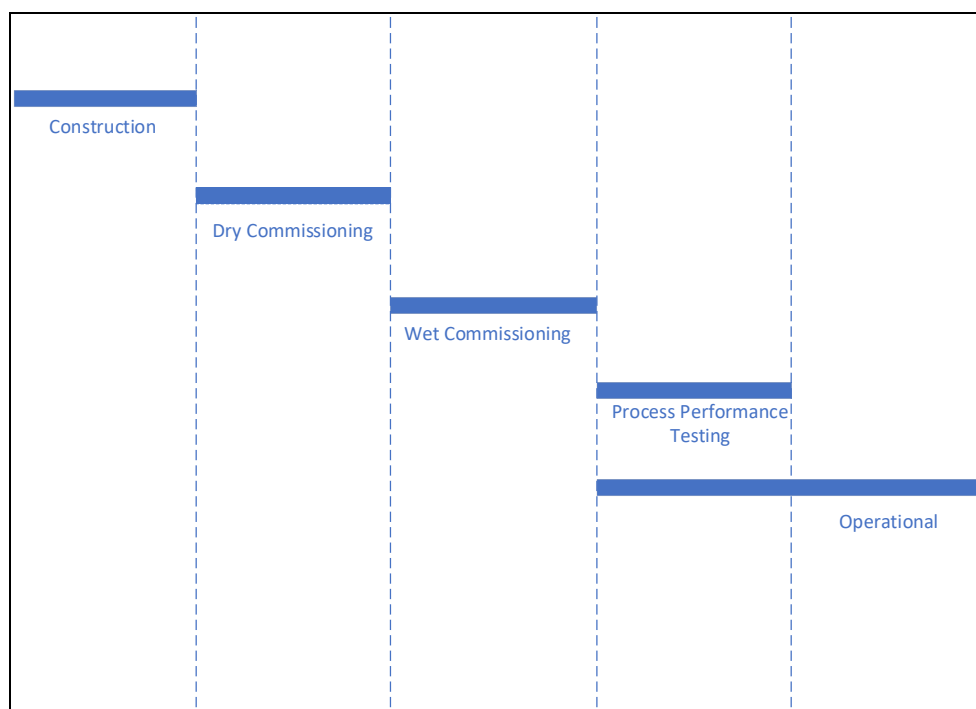 Construction
Dry Commissioning
Wet Commissioning
Process Performance
Testing
Operational